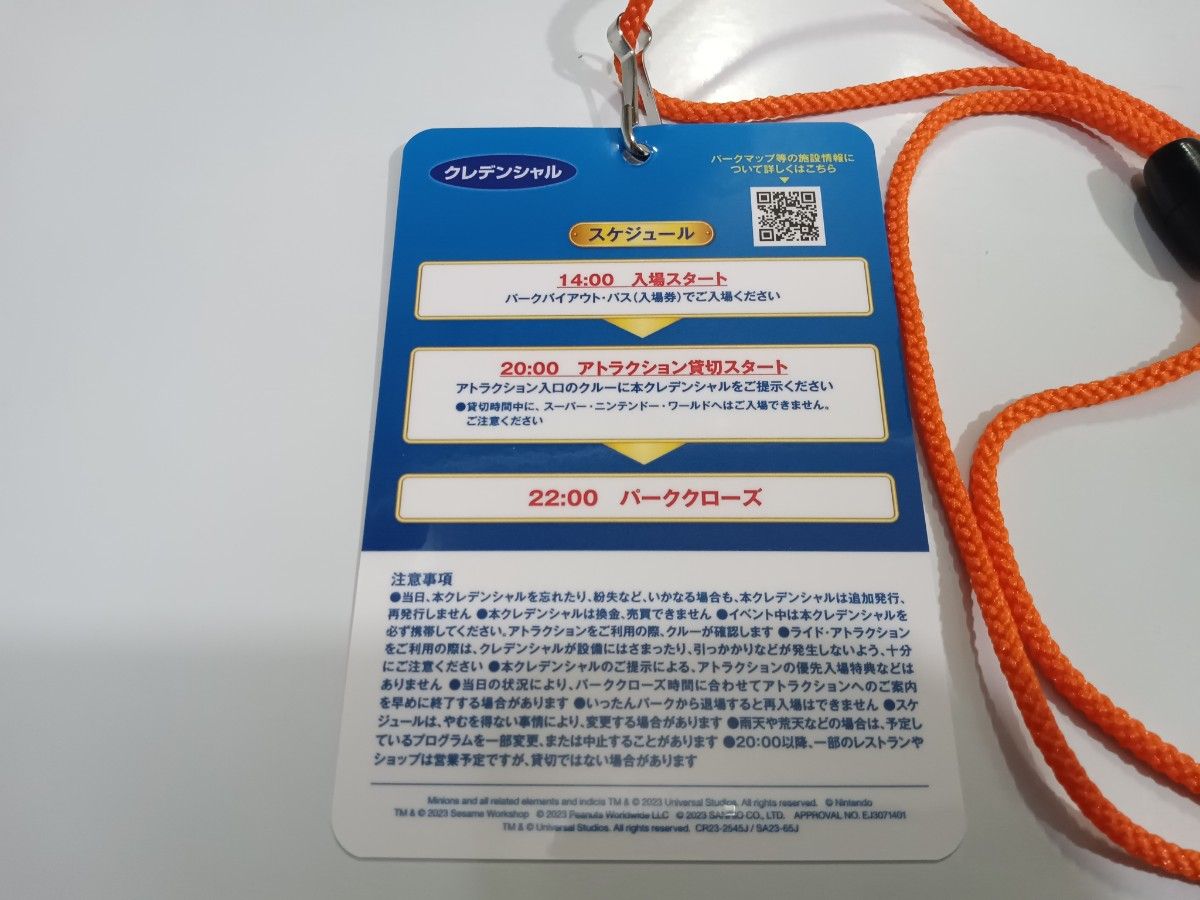 クレデンシャル
パークマップ等の施設情報に
ついて詳しくはこちら
スケジュール
14:00 入場スタート
パークバイアウト・パス(入場券)でご入場ください
20:00 アトラクション貸切スタート
アトラクション入口のクルーに本クレデンシャルをご提示ください
●貸切時間中に、スーパー・ニンテンドー・ワールドへはご入場できません。
ご注意ください
22:00 パーククローズ
注意事項
●当日、本クレデンシャルを忘れたり、紛失など、いかなる場合も、本クレデンシャルは追加発行、
再発行しません ●本クレデンシャルは換金、売買できません ●イベント中は本クレデンシャルを
必ず携帯してください。アトラクションをご利用の際、クルーが確認します ●ライド・アトラクション
をご利用の際は、クレデンシャルが設備にはさまったり、引っかかりなどが発生しないよう、十分
にご注意ください ●本クレデンシャルのご提示による、アトラクションの優先入場特典などは
ありません ●当日の状況により、パーククローズ時間に合わせてアトラクションへのご案内
を早めに終了する場合があります ●いったんパークから退場すると再入場はできません ●スケ
ジュールは、やむを得ない事情により、変更する場合があります ●雨天や荒天などの場合は、予定し
ているプログラムを一部変更、または中止することがあります ●20:00以降、一部のレストランや
ショップは営業予定ですが、貸切ではない場合があります
Minions and all related elements and indicia TM & © 2023 Universal Studios. All rights reserved. © Nintendo
TM & © 2023 Sesame Workshop © 2023 Peanuts Worldwide LLC © 2023 SANRIO CO., LTD. APPROVAL NO. EJ3071401
TM & © Universal Studios. All rights reserved. CR23-2545J / SA23-65J